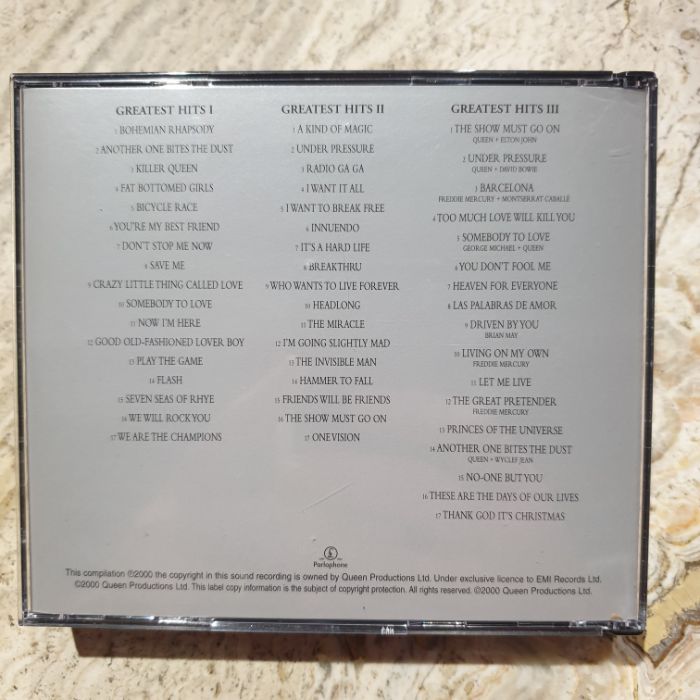 GREATEST HITS I
1 BOHEMIAN RHAPSODY
2 ANOTHER ONE BITES THE DUST
3 KILLER QUEEN
4 FAT BOTTOMED GIRLS
5 BICYCLE RACE
6 YOU'RE MY BEST FRIEND
7 DON'T STOP ME NOW
8 SAVE ME
9 CRAZY LITTLE THING CALLED LOVE
10 SOMEBODY TO LOVE
11 NOW I'M HERE
12 GOOD OLD-FASHIONED LOVER BOY
13 PLAY THE GAME
14 FLASH
15 SEVEN SEAS OF RHYE
16 WE WILL ROCK YOU
17 WE ARE THE CHAMPIONS
GREATEST HITS II
1 A KIND OF MAGIC
2 UNDER PRESSURE
3 RADIO GA GA
4 I WANT IT ALL
5 I WANT TO BREAK FREE
6 INNUENDO
7 IT'S A HARD LIFE
8 BREAKTHRU
9 WHO WANTS TO LIVE FOREVER
10 HEADLONG
11 THE MIRACLE
12 I'M GOING SLIGHTLY MAD
13 THE INVISIBLE MAN
14 HAMMER TO FALL
15 FRIENDS WILL BE FRIENDS
16 THE SHOW MUST GO ON
17 ONE VISION
GREATEST HITS III
1 THE SHOW MUST GO ON
QUEEN + ELTON JOHN
2 UNDER PRESSURE
QUEEN + DAVID BOWIE
3 BARCELONA
FREDDIE MERCURY + MONTSERRAT CABALLÉ
4 TOO MUCH LOVE WILL KILL YOU
5 SOMEBODY TO LOVE
GEORGE MICHAEL + QUEEN
6 YOU DON'T FOOL ME
7 HEAVEN FOR EVERYONE
8 LAS PALABRAS DE AMOR
9 DRIVEN BY YOU
BRIAN MAY
10 LIVING ON MY OWN
FREDDIE MERCURY
11 LET ME LIVE
12 THE GREAT PRETENDER
FREDDIE MERCURY
13 PRINCES OF THE UNIVERSE
14 ANOTHER ONE BITES THE DUST
QUEEN + WYCLEF JEAN
15 NO-ONE BUT YOU
16 THESE ARE THE DAYS OF OUR LIVES
17 THANK GOD IT'S CHRISTMAS
Parlophone
This compilation ℗2000 the copyright in this sound recording is owned by Queen Productions Ltd. Under exclusive licence to EMI Records Ltd.
©2000 Queen Productions Ltd. This label copy information is the subject of copyright protection. All rights reserved. ©2000 Queen Productions Ltd.